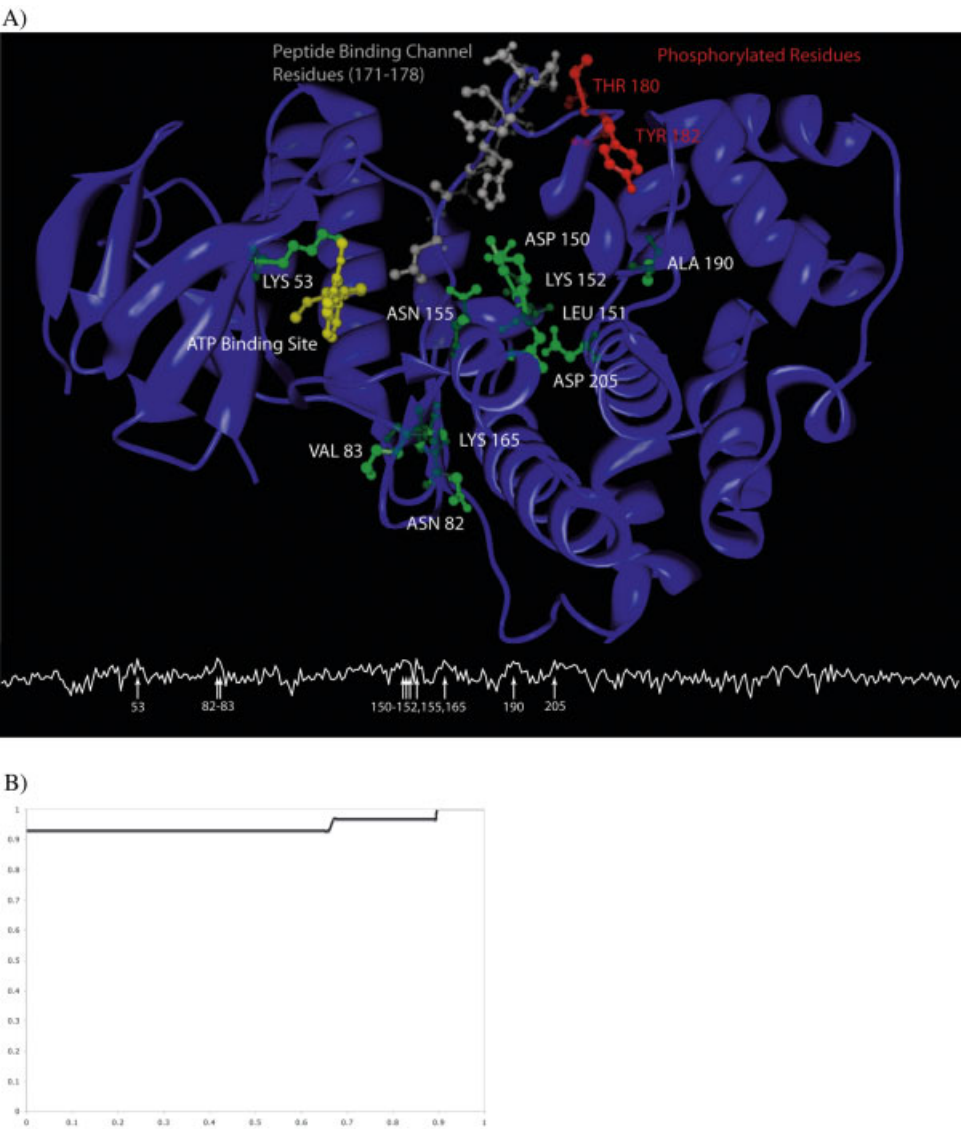 A)
Peptide Binding Channel
Residues (171-178)
Phosphorylated Residues
THR 180
TYR 182
ASP 150
LYS 53
LYS 152
ALA 190
ASN 155
LEU 151
ATP Binding Site
ASP 205
VAL 83
LYS 165
ASN 82
53
82-83
150-152,155,165
190
205
B)
1
0.9
0.8
0.7
0.6
0.5
0.4
0.3
0.2
0.1
0
0 0.1 0.2 0.3 0.4 0.5 0.6 0.7 0.8 0.9 1